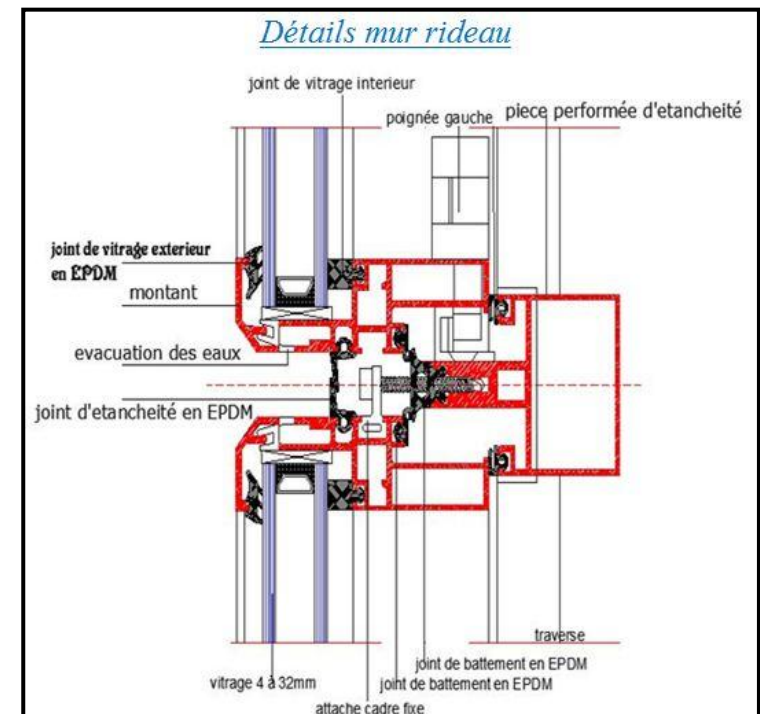 Détails mur rideau
joint de vitrage interieur
poignée gauche
piece performée d'etancheité
joint de vitrage exterieur
en EPDM
montant
evacuation des eaux
joint d'etancheité en EPDM
traverse
joint de battement en EPDM
vitrage 4 à 32mm
joint de battement en EPDM
attache cadre fixe